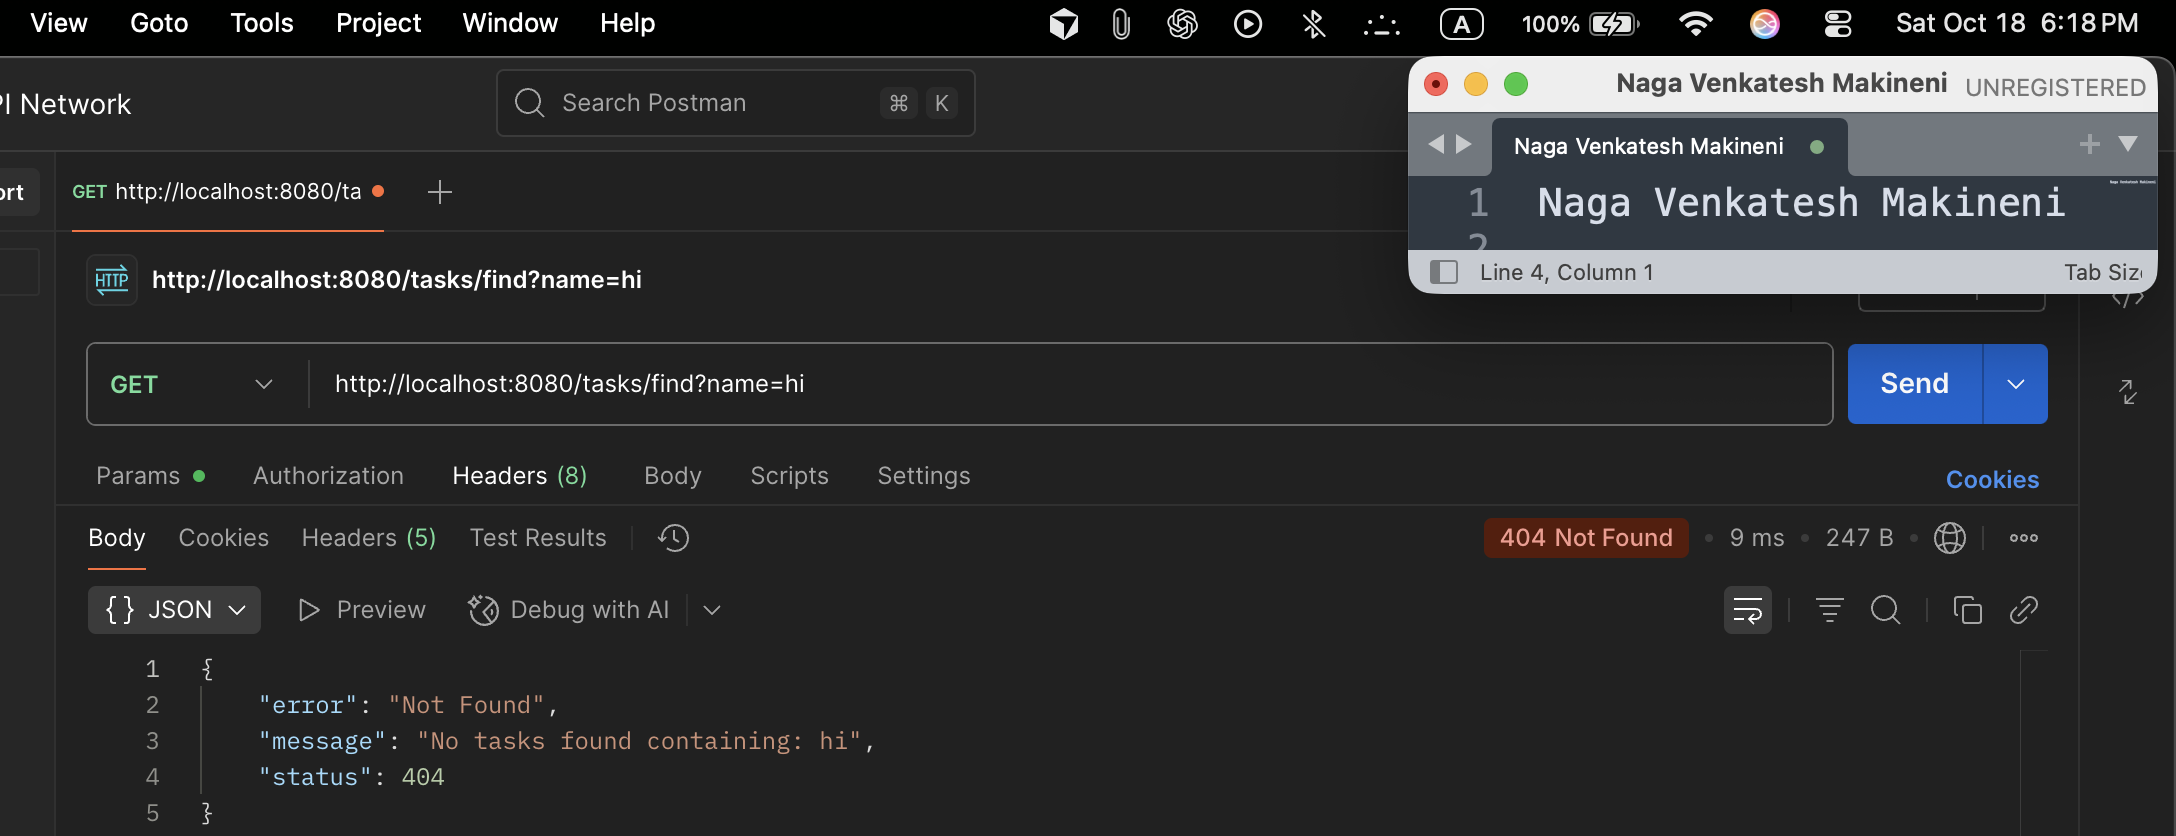 View Goto Tools Project Window Help A 100% Sat Oct 18 6:18 PM
PI Network
Search Postman ⌘ K
Naga Venkatesh Makineni UNREGISTERED
Naga Venkatesh Makineni
1 Naga Venkatesh Makineni
2
Line 4, Column 1 Tab Siz
ort
GET http://localhost:8080/ta
HTTP http://localhost:8080/tasks/find?name=hi
GET http://localhost:8080/tasks/find?name=hi Send
Params Authorization Headers (8) Body Scripts Settings Cookies
Body Cookies Headers (5) Test Results 404 Not Found • 9 ms • 247 B •
{} JSON Preview Debug with AI
1 {
2 "error": "Not Found",
3 "message": "No tasks found containing: hi",
4 "status": 404
5 }